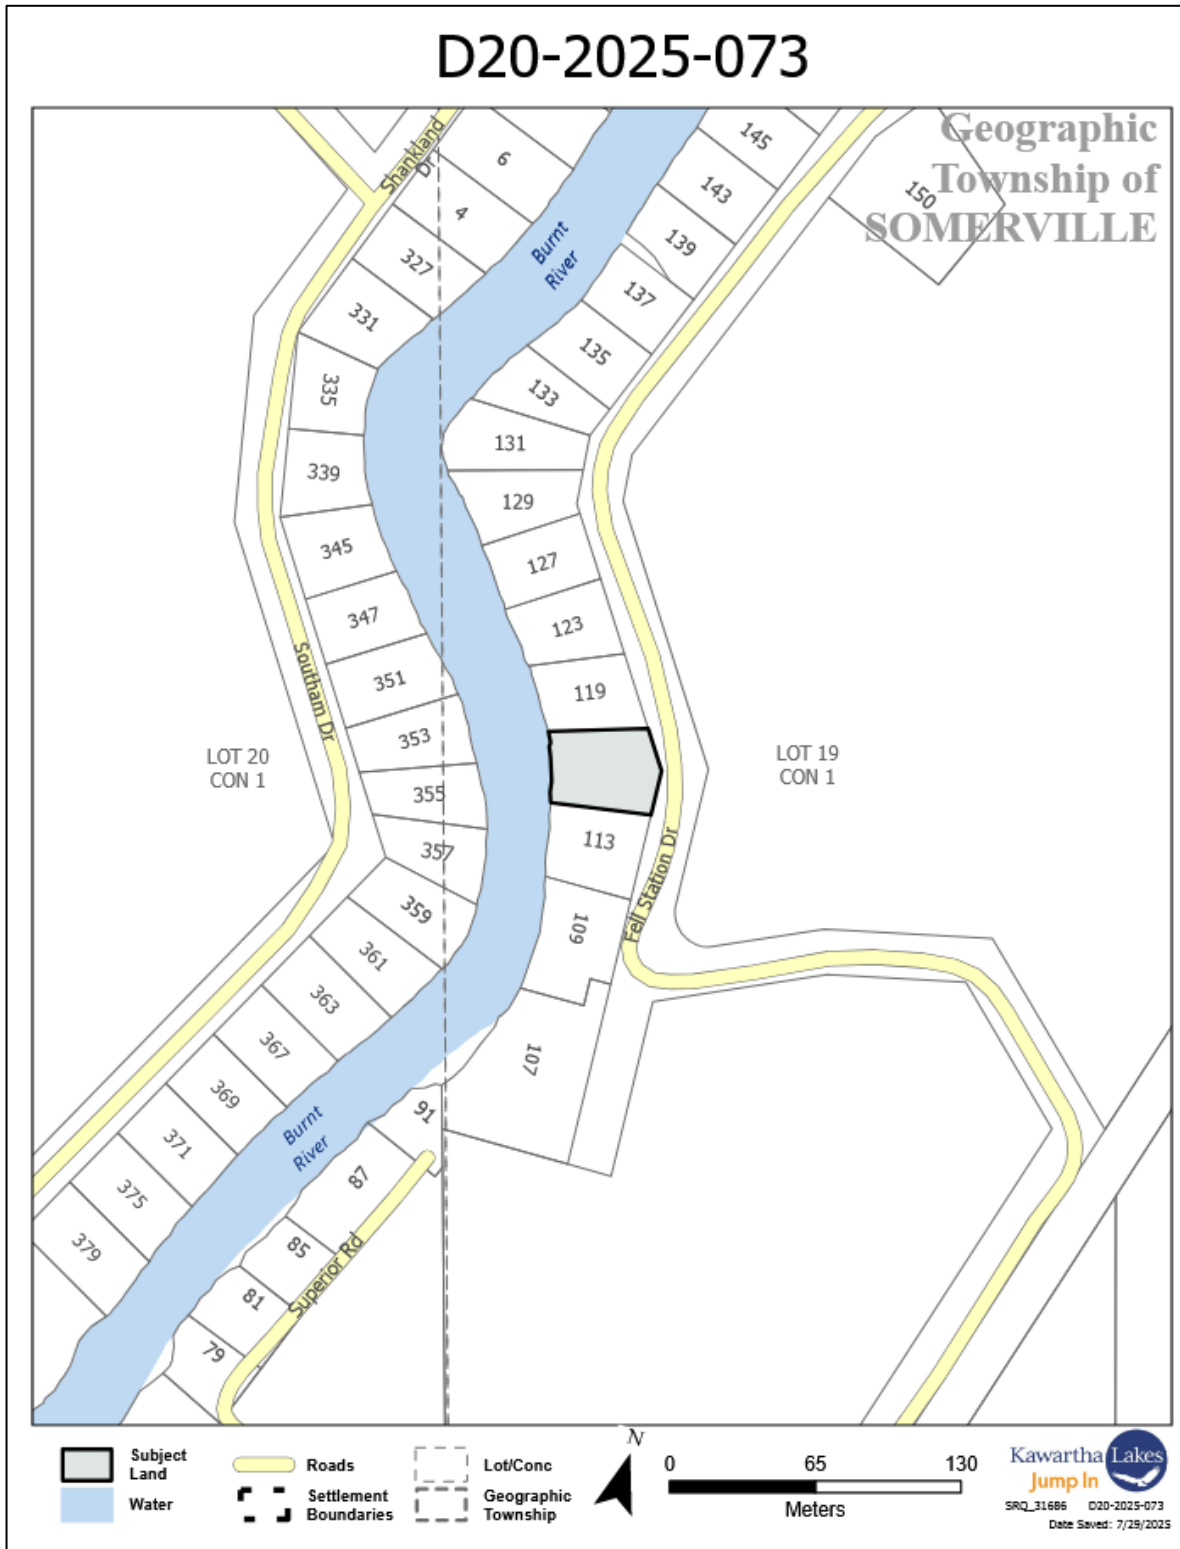 D20-2025-073
Geographic
Township of
SOMERVILLE
Shankland
Dr
6
4
327
331
335
339
345
347
351
353
355
357
359
361
363
367
369
371
375
379
Southam Dr
LOT 20
CON 1
Burnt
River
145
143
139
137
135
133
131
129
127
123
119
113
109
107
150
LOT 19
CON 1
Fell Station Dr
Burnt
River
91
87
85
81
79
Superior Rd
Subject
Land
Water
Roads
Settlement
Boundaries
Lot/Conc
Geographic
Township
N
0 65 130
Meters
Kawartha Lakes
Jump In
SRQ_31686 D20-2025-073
Date Saved: 7/29/2025